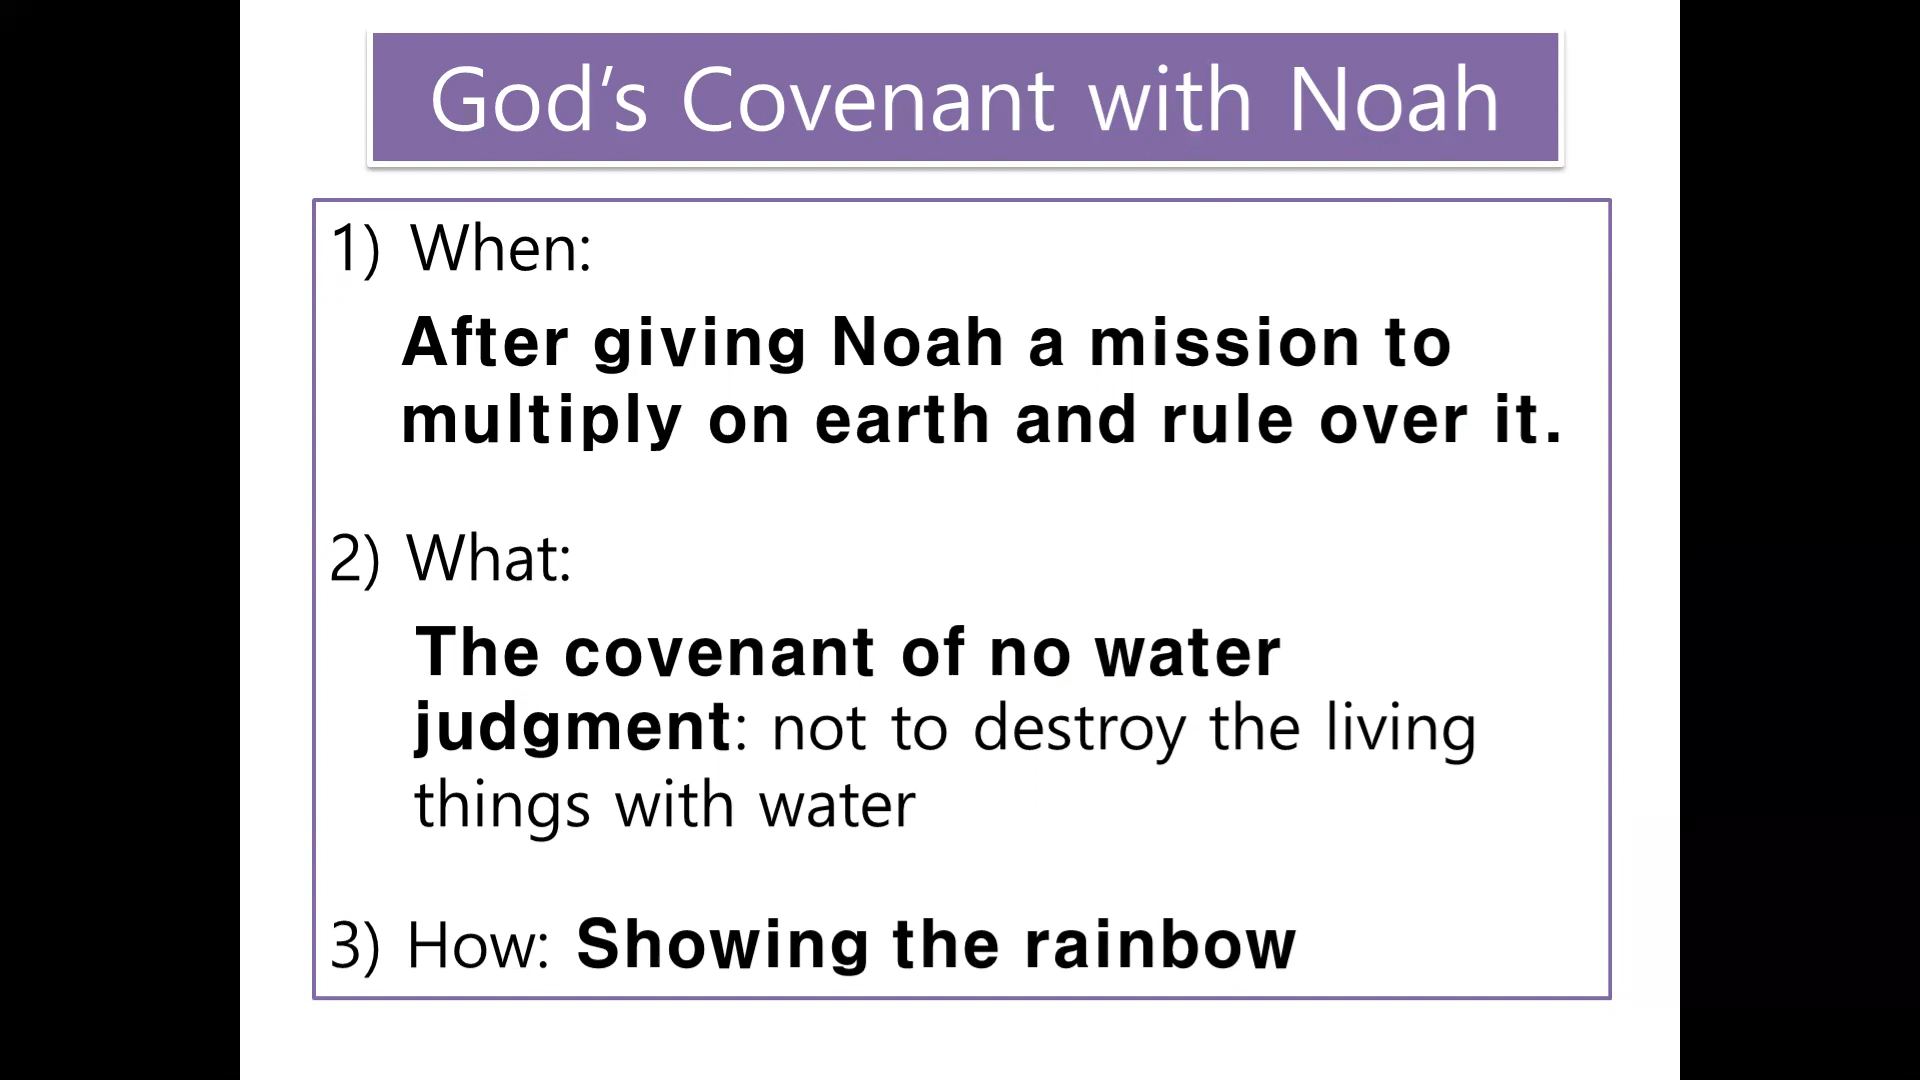 God’s Covenant with Noah
1) When:
After giving Noah a mission to
multiply on earth and rule over it.
2) What:
The covenant of no water
judgment: not to destroy the living
things with water
3) How: Showing the rainbow